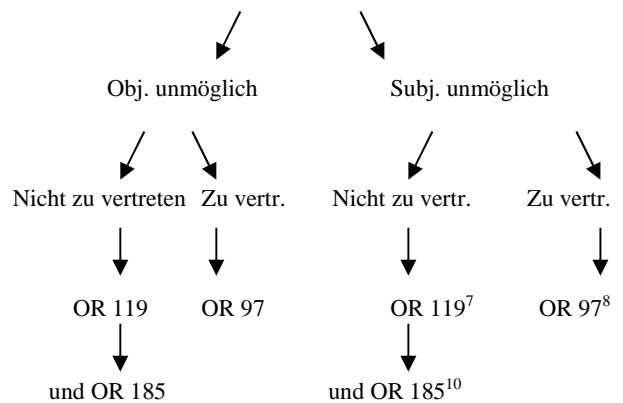 Obj. unmöglich Subj. unmöglich
Nicht zu vertreten Zu vertr. Nicht zu vertr. Zu vertr.
OR 119 OR 97 OR 119⁷ OR 97⁸
und OR 185 und OR 185¹⁰